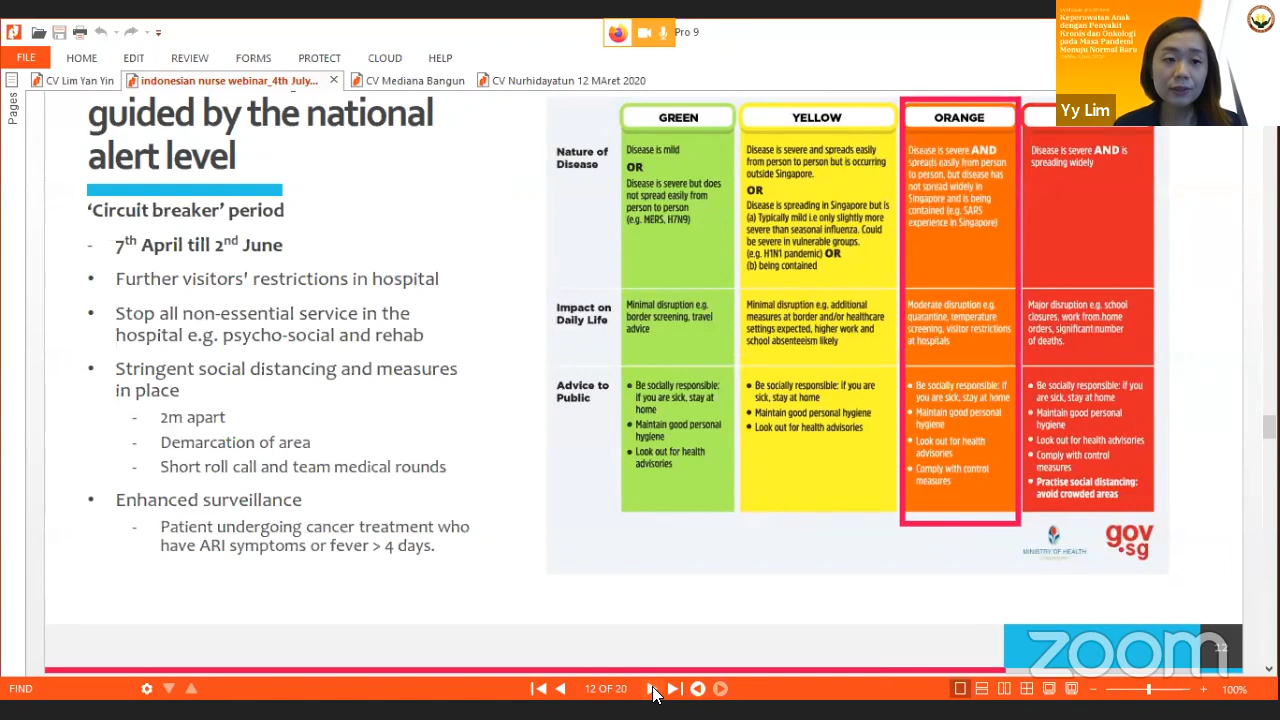 Pro 9
FILE
HOME
EDIT
REVIEW
FORMS
PROTECT
CLOUD
HELP
CV Lim Yan Yin
indonesian nurse webinar_4th July...
CV Mediana Bangun
CV Nurhidayatun 12 MAret 2020
Pages
Keperawatan Anak
dengan Penyakit
Kronis dan Onkologi
pada Masa Pandemi
Menuju Normal Baru
Yy Lim
guided by the national
alert level
‘Circuit breaker’ period
- 7th April till 2nd June
• Further visitors' restrictions in hospital
• Stop all non-essential service in the
hospital e.g. psycho-social and rehab
• Stringent social distancing and measures
in place
- 2m apart
- Demarcation of area
- Short roll call and team medical rounds
• Enhanced surveillance
- Patient undergoing cancer treatment who
have ARI symptoms or fever > 4 days.
GREEN
YELLOW
ORANGE
Nature of
Disease
Disease is mild
OR
Disease is severe but does
not spread easily from
person to person
(e.g. MERS, H7N9)
Disease is severe and spreads easily
from person to person but is occurring
outside Singapore.
OR
Disease is spreading in Singapore but is
(a) Typically mild i.e only slightly more
severe than seasonal influenza. Could
be severe in vulnerable groups.
(e.g. H1N1 pandemic) OR
(b) being contained
Disease is severe AND
spreads easily from person
to person, but disease has
not spread widely in
Singapore and is being
contained (e.g. SARS
experience in Singapore)
Disease is severe AND is
spreading widely
Impact on
Daily Life
Minimal disruption e.g.
border screening, travel
advice
Minimal disruption e.g. additional
measures at border and/or healthcare
settings expected, higher work and
school absenteeism likely
Moderate disruption e.g.
quarantine, temperature
screening, visitor restrictions
at hospitals
Major disruption e.g. school
closures, work from home
orders, significant number
of deaths.
Advice to
Public
• Be socially responsible:
if you are sick, stay at
home
• Maintain good personal
hygiene
• Look out for health
advisories
• Be socially responsible: if you are
sick, stay at home
• Maintain good personal hygiene
• Look out for health advisories
• Be socially responsible: if
you are sick, stay at home
• Maintain good personal
hygiene
• Look out for health
advisories
• Comply with control
measures
• Be socially responsible: if you
are sick, stay at home
• Maintain good personal
hygiene
• Look out for health advisories
• Comply with control
measures
• Practise social distancing:
avoid crowded areas
MINISTRY OF HEALTH
gov
.sg
zoom
12
FIND
12 OF 20
100%